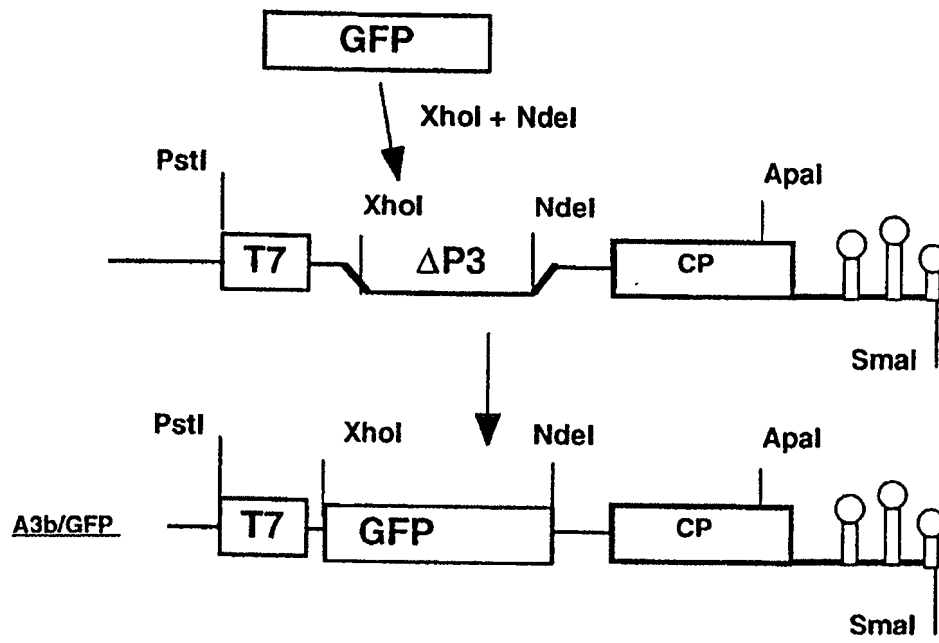 GFP
XhoI + NdeI
PstI
XhoI
NdeI
ApaI
T7
ΔP3
CP
SmaI
PstI
XhoI
NdeI
ApaI
A3b/GFP
T7
GFP
CP
SmaI